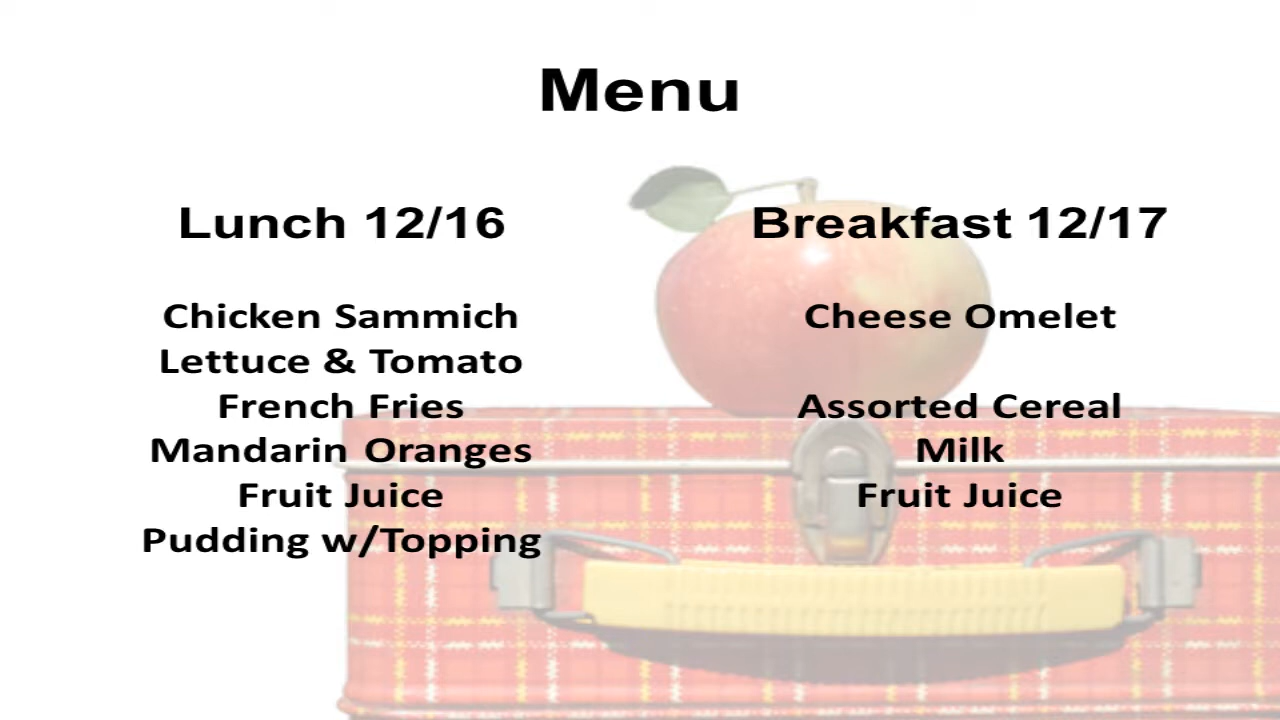 Menu
Lunch 12/16
Chicken Sammich
Lettuce & Tomato
French Fries
Mandarin Oranges
Fruit Juice
Pudding w/Topping
Breakfast 12/17
Cheese Omelet
Assorted Cereal
Milk
Fruit Juice